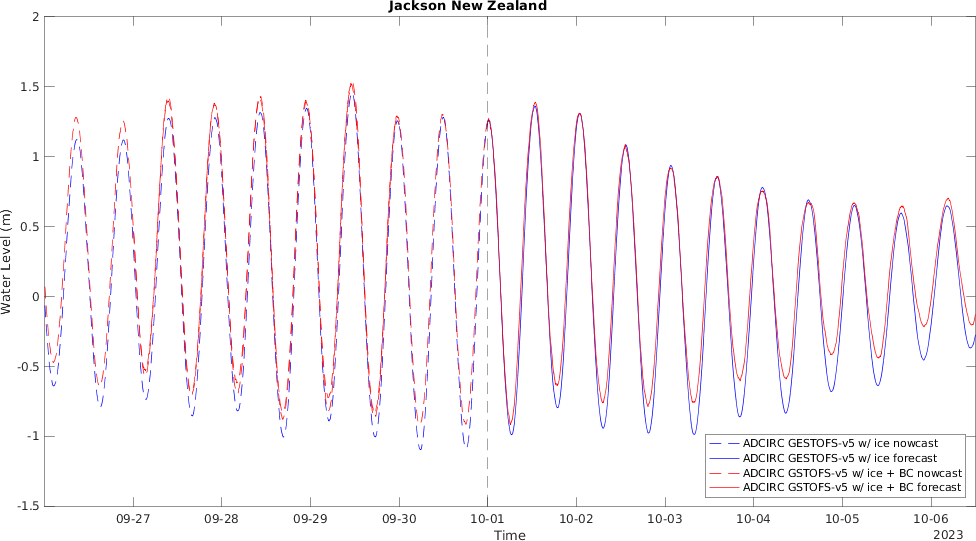 Jackson New Zealand
2
1.5
1
0.5
0
-0.5
-1
-1.5
Water Level (m)
09-27 09-28 09-29 09-30 10-01 10-02 10-03 10-04 10-05 10-06
Time
2023
ADCIRC GESTOFS-v5 w/ ice nowcast
ADCIRC GESTOFS-v5 w/ ice forecast
ADCIRC GSTOFS-v5 w/ ice + BC nowcast
ADCIRC GSTOFS-v5 w/ ice + BC forecast